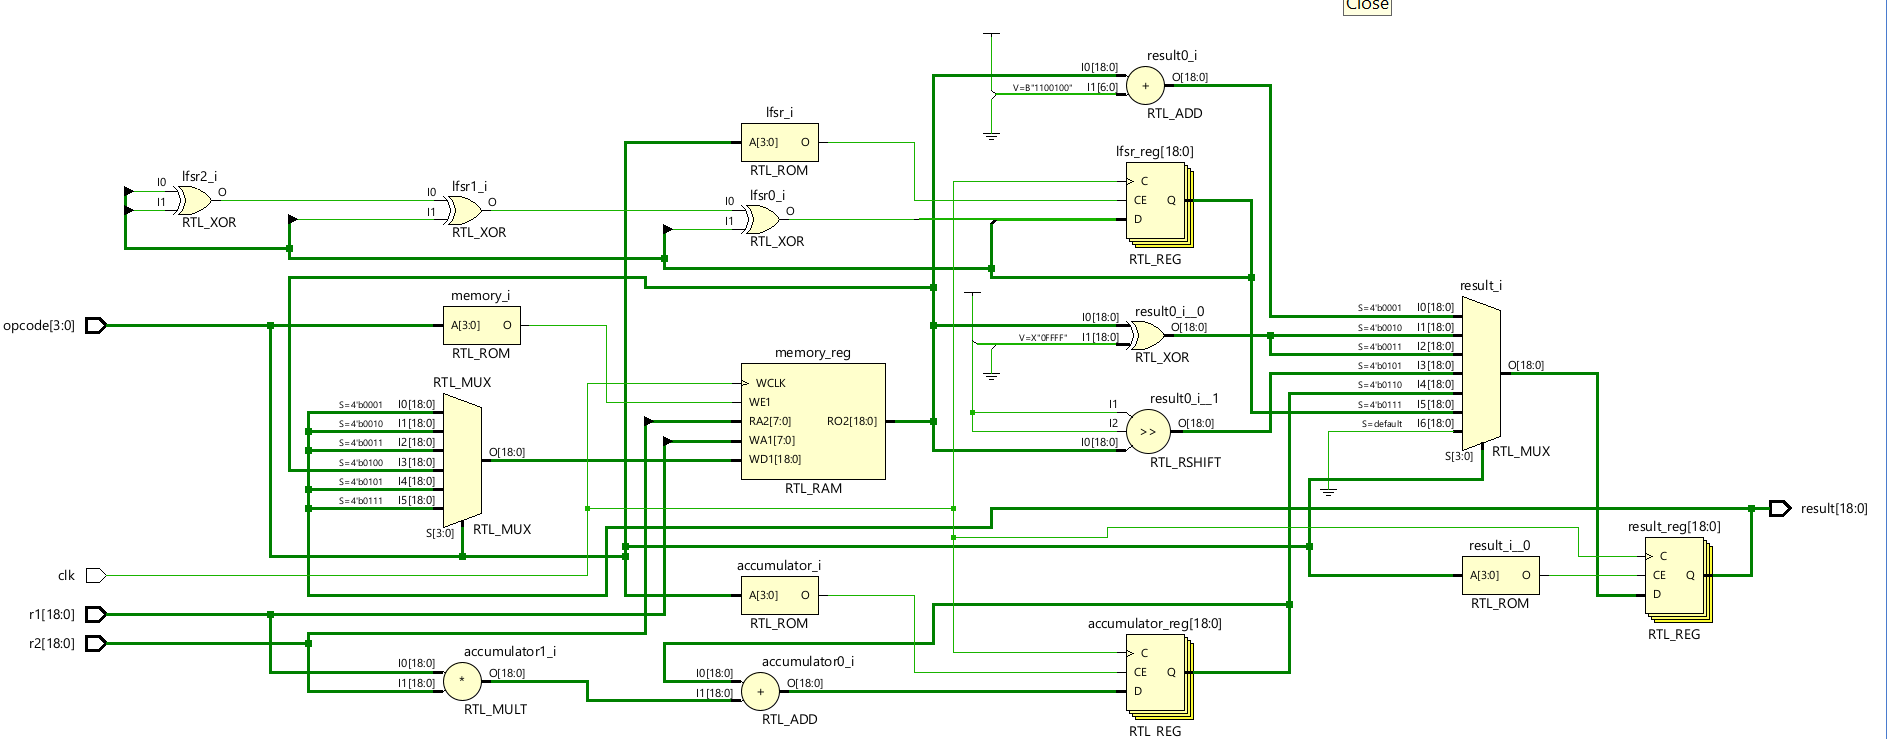 Close
result0_i
I0[18:0]
O[18:0]
V=B"1100100"
I1[6:0]
+
RTL_ADD
lfsr_i
A[3:0]
O
RTL_ROM
lfsr_reg[18:0]
C
CE
Q
D
RTL_REG
lfsr2_i
I0
O
I1
RTL_XOR
lfsr1_i
I0
O
I1
RTL_XOR
lfsr0_i
I0
O
I1
RTL_XOR
opcode[3:0]
memory_i
A[3:0]
O
RTL_ROM
result0_i__0
I0[18:0]
O[18:0]
V=X"0FFFF"
I1[18:0]
RTL_XOR
result_i
S=4'b0001 I0[18:0]
S=4'b0010 I1[18:0]
S=4'b0011 I2[18:0]
S=4'b0101 I3[18:0]
S=4'b0110 I4[18:0]
S=4'b0111 I5[18:0]
S=default I6[18:0]
O[18:0]
S[3:0]
RTL_MUX
RTL_MUX
S=4'b0001 I0[18:0]
S=4'b0010 I1[18:0]
S=4'b0011 I2[18:0]
S=4'b0100 I3[18:0]
S=4'b0101 I4[18:0]
S=4'b0111 I5[18:0]
O[18:0]
S[3:0]
RTL_MUX
memory_reg
WCLK
WE1
RA2[7:0]
RO2[18:0]
WA1[7:0]
WD1[18:0]
RTL_RAM
result0_i__1
I1
I2
I0[18:0]
>>
O[18:0]
RTL_RSHIFT
result[18:0]
result_reg[18:0]
C
CE
Q
D
RTL_REG
result_i__0
A[3:0]
O
RTL_ROM
clk
r1[18:0]
r2[18:0]
accumulator_i
A[3:0]
O
RTL_ROM
accumulator1_i
I0[18:0]
O[18:0]
I1[18:0]
*
RTL_MULT
accumulator0_i
I0[18:0]
O[18:0]
I1[18:0]
+
RTL_ADD
accumulator_reg[18:0]
C
CE
Q
D
RTL_REG